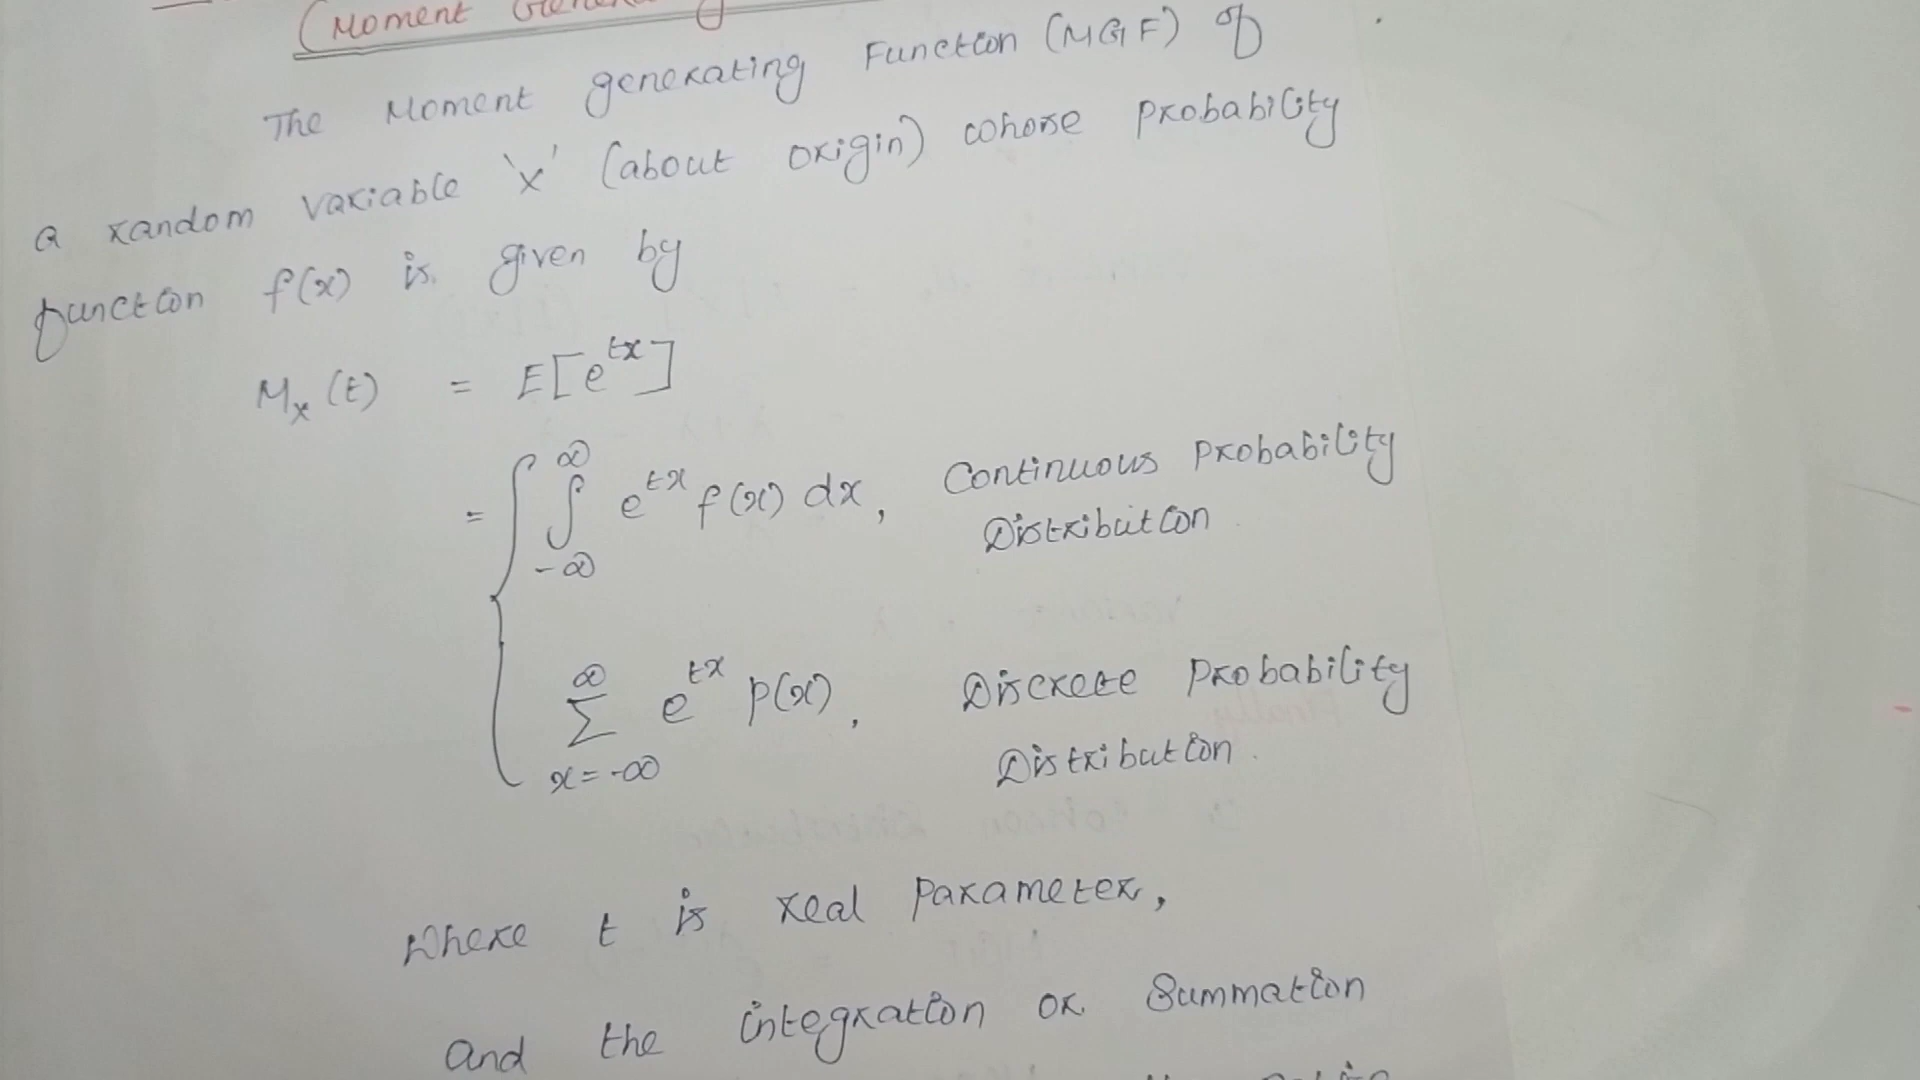 (Moment
The Moment generating Function (MGF) of
a random variable 'x' (about origin) whose probability
function f(x) is given by
Mx (t) = E[e^tx]
= { ∫ -∞ ∞ e^tx f(x) dx, Continuous Probability
Distribution
∑ x=-∞ ∞ e^tx p(x), Discrete Probability
Distribution.
Where t is real Parameter,
and the integration or Summation